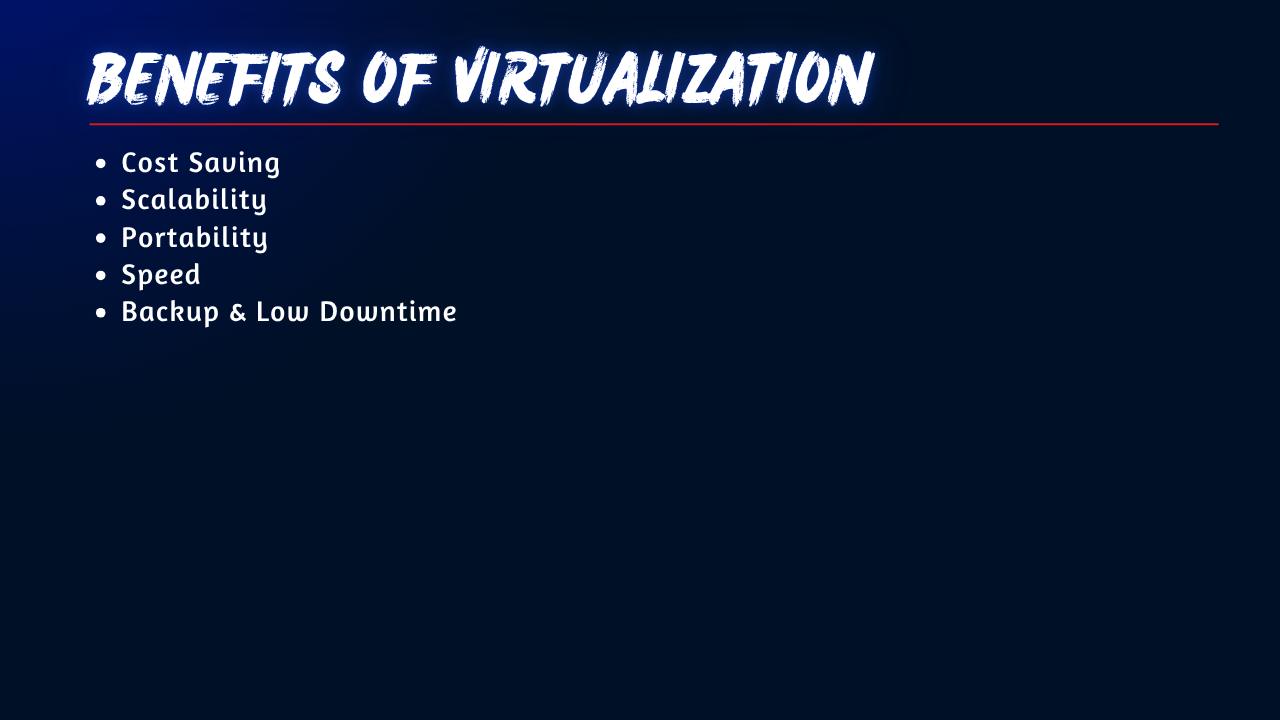 BENEFITS OF VIRTUALIZATION
• Cost Saving
• Scalability
• Portability
• Speed
• Backup & Low Downtime